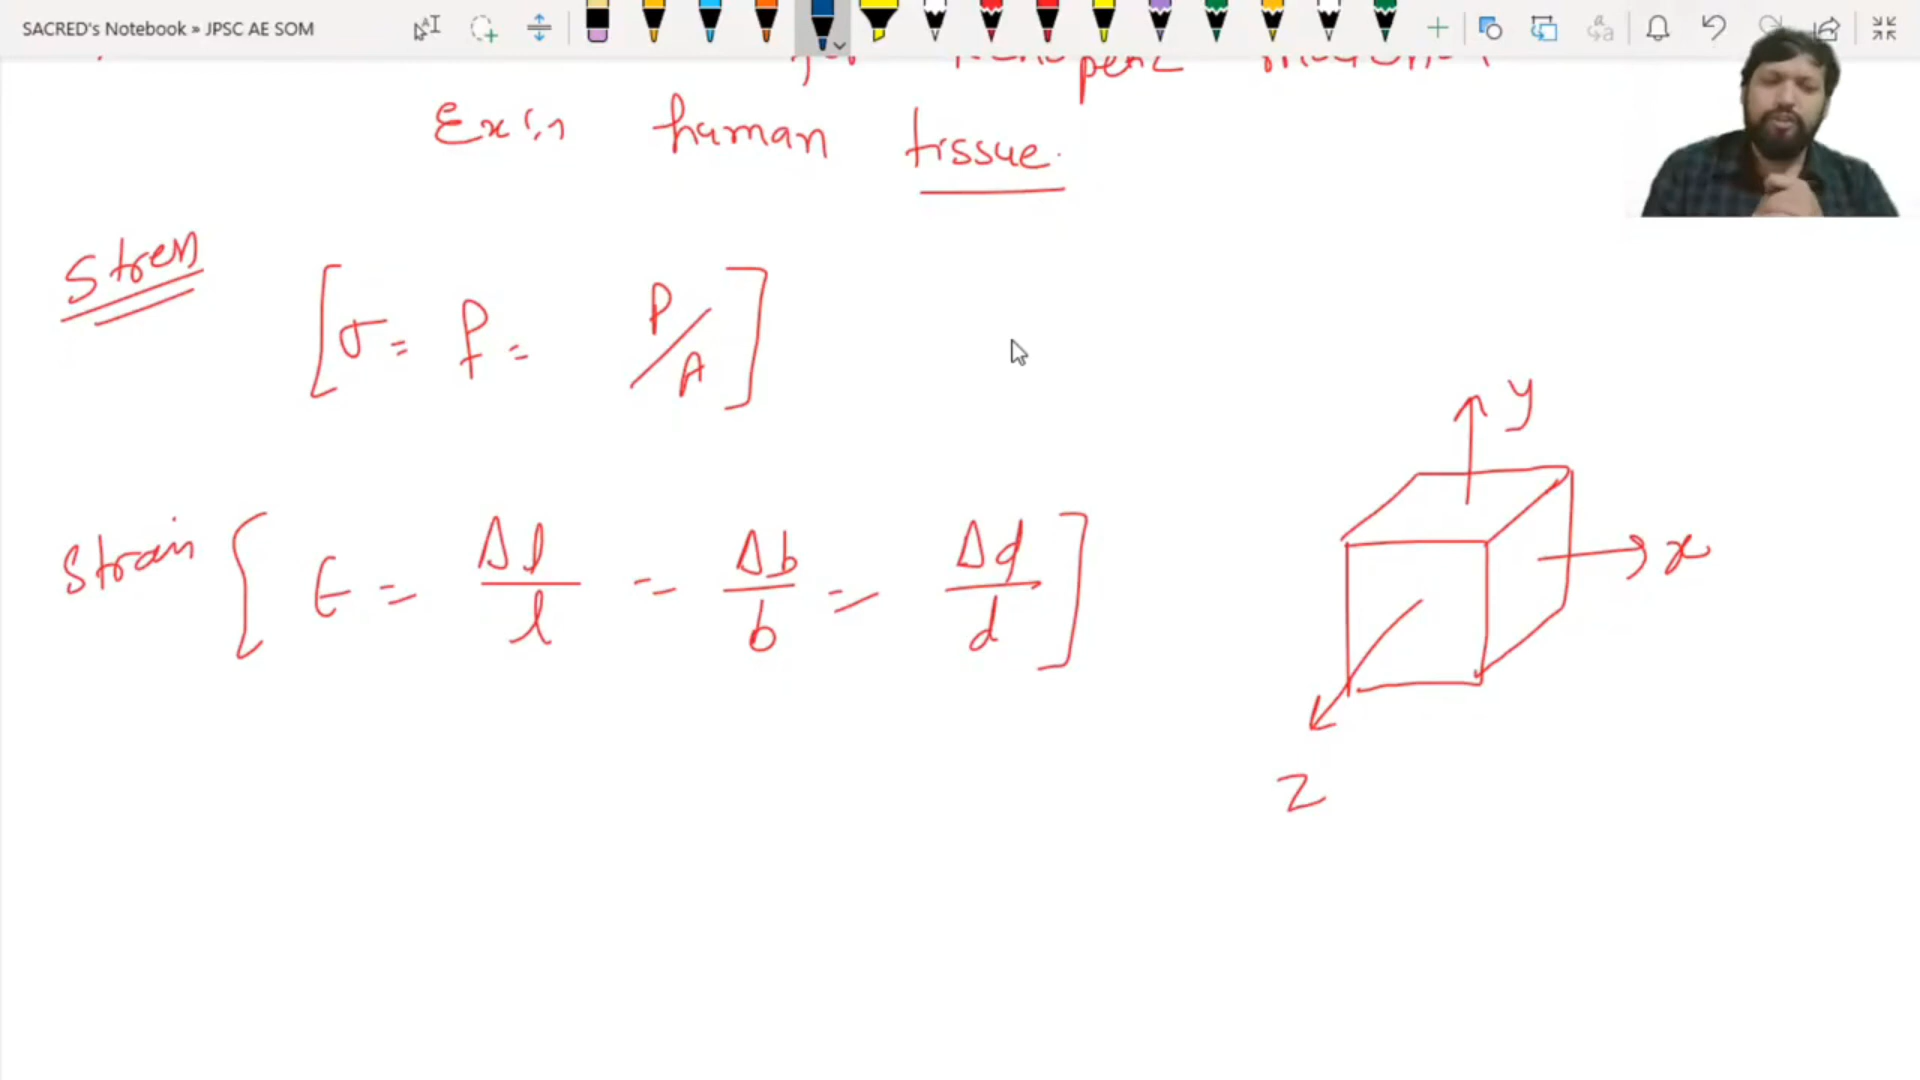 SACRED's Notebook » JPSC AE SOM
Ex:n human tissue.
Stress [σ = f = P/A]
Strain [ϵ = Δl/l = Δb/b = Δd/d]
y
x
z